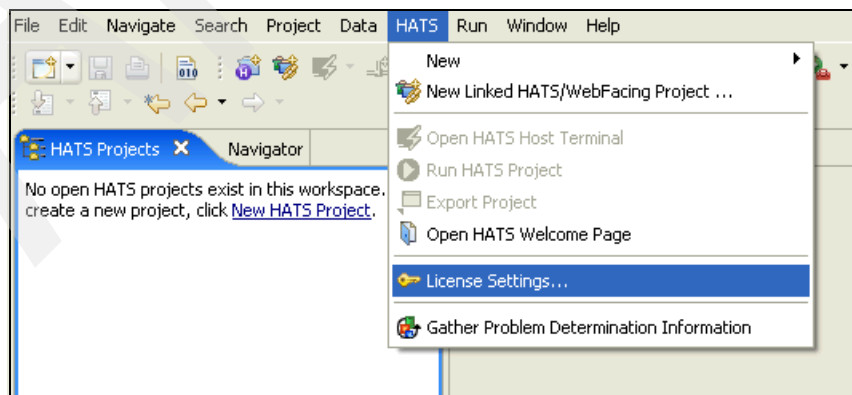 File Edit Navigate Search Project Data HATS Run Window Help
010
HATS Projects
Navigator
No open HATS projects exist in this workspace.
create a new project, click New HATS Project.
New
New Linked HATS/WebFacing Project ...
Open HATS Host Terminal
Run HATS Project
Export Project
Open HATS Welcome Page
License Settings...
Gather Problem Determination Information